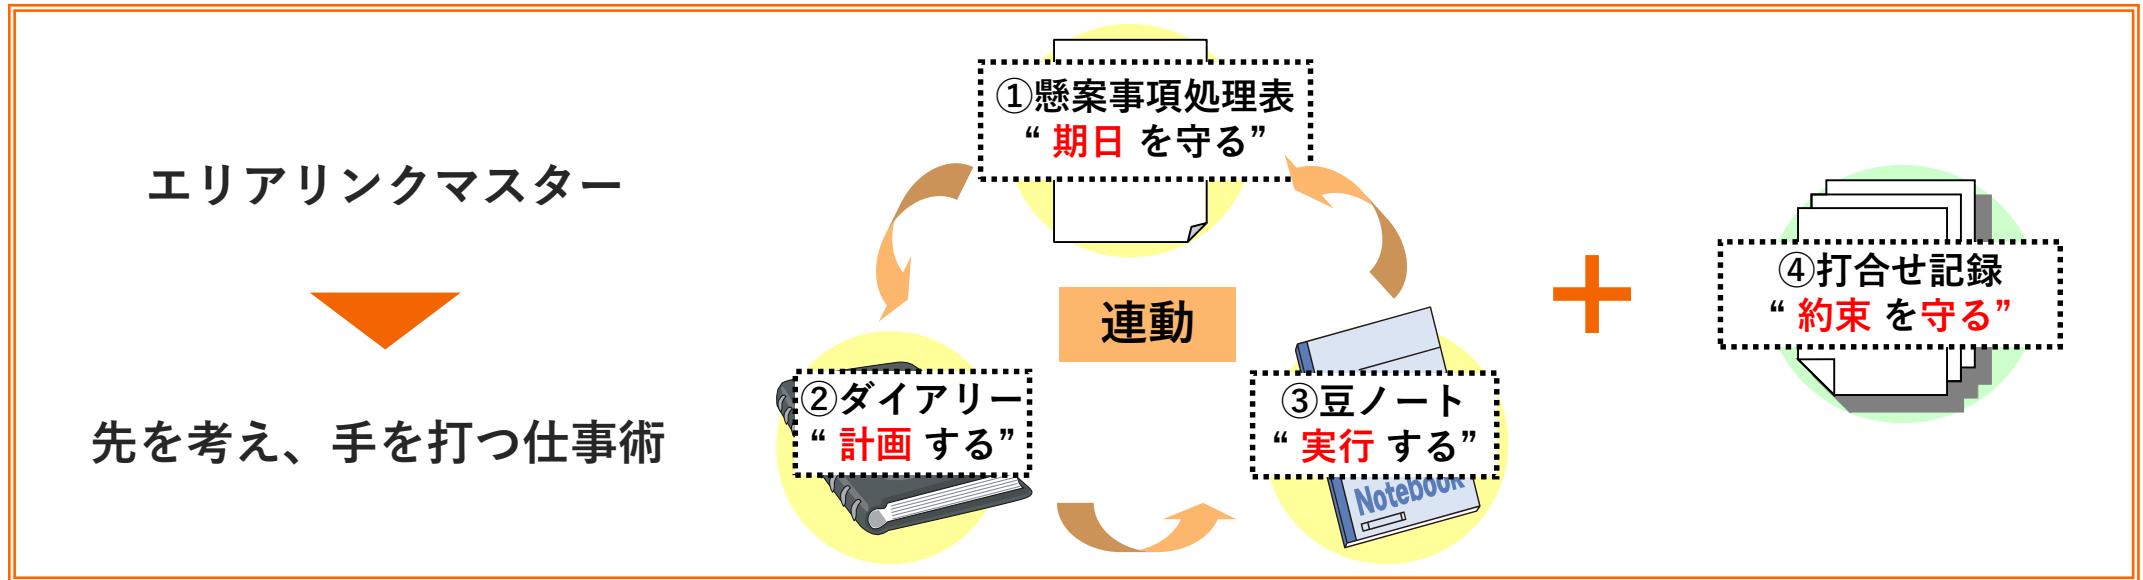 エリアリンクマスター
先を考え、手を打つ仕事術
①懸案事項処理表
“ 期日 を守る”
連動
②ダイアリー
“ 計画 する”
③豆ノート
“ 実行 する”
Notebook
④打合せ記録
“ 約束 を守る”